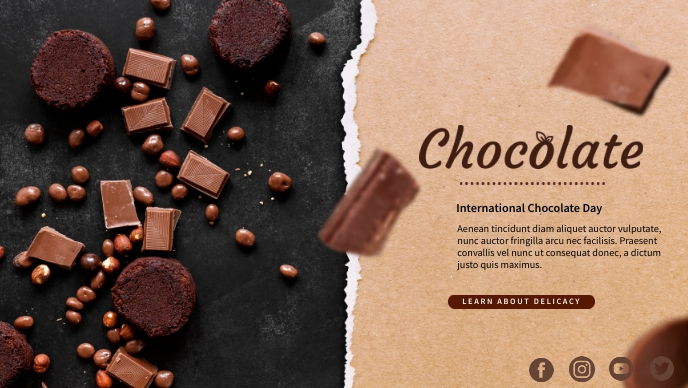 Chocolate
International Chocolate Day
Aenean tincidunt diam aliquet auctor vulputate,
nunc auctor fringilla arcu nec facilisis. Praesent
convallis vel nunc ut consequat donec, a dictum
justo quis maximus.
LEARN ABOUT DELICACY